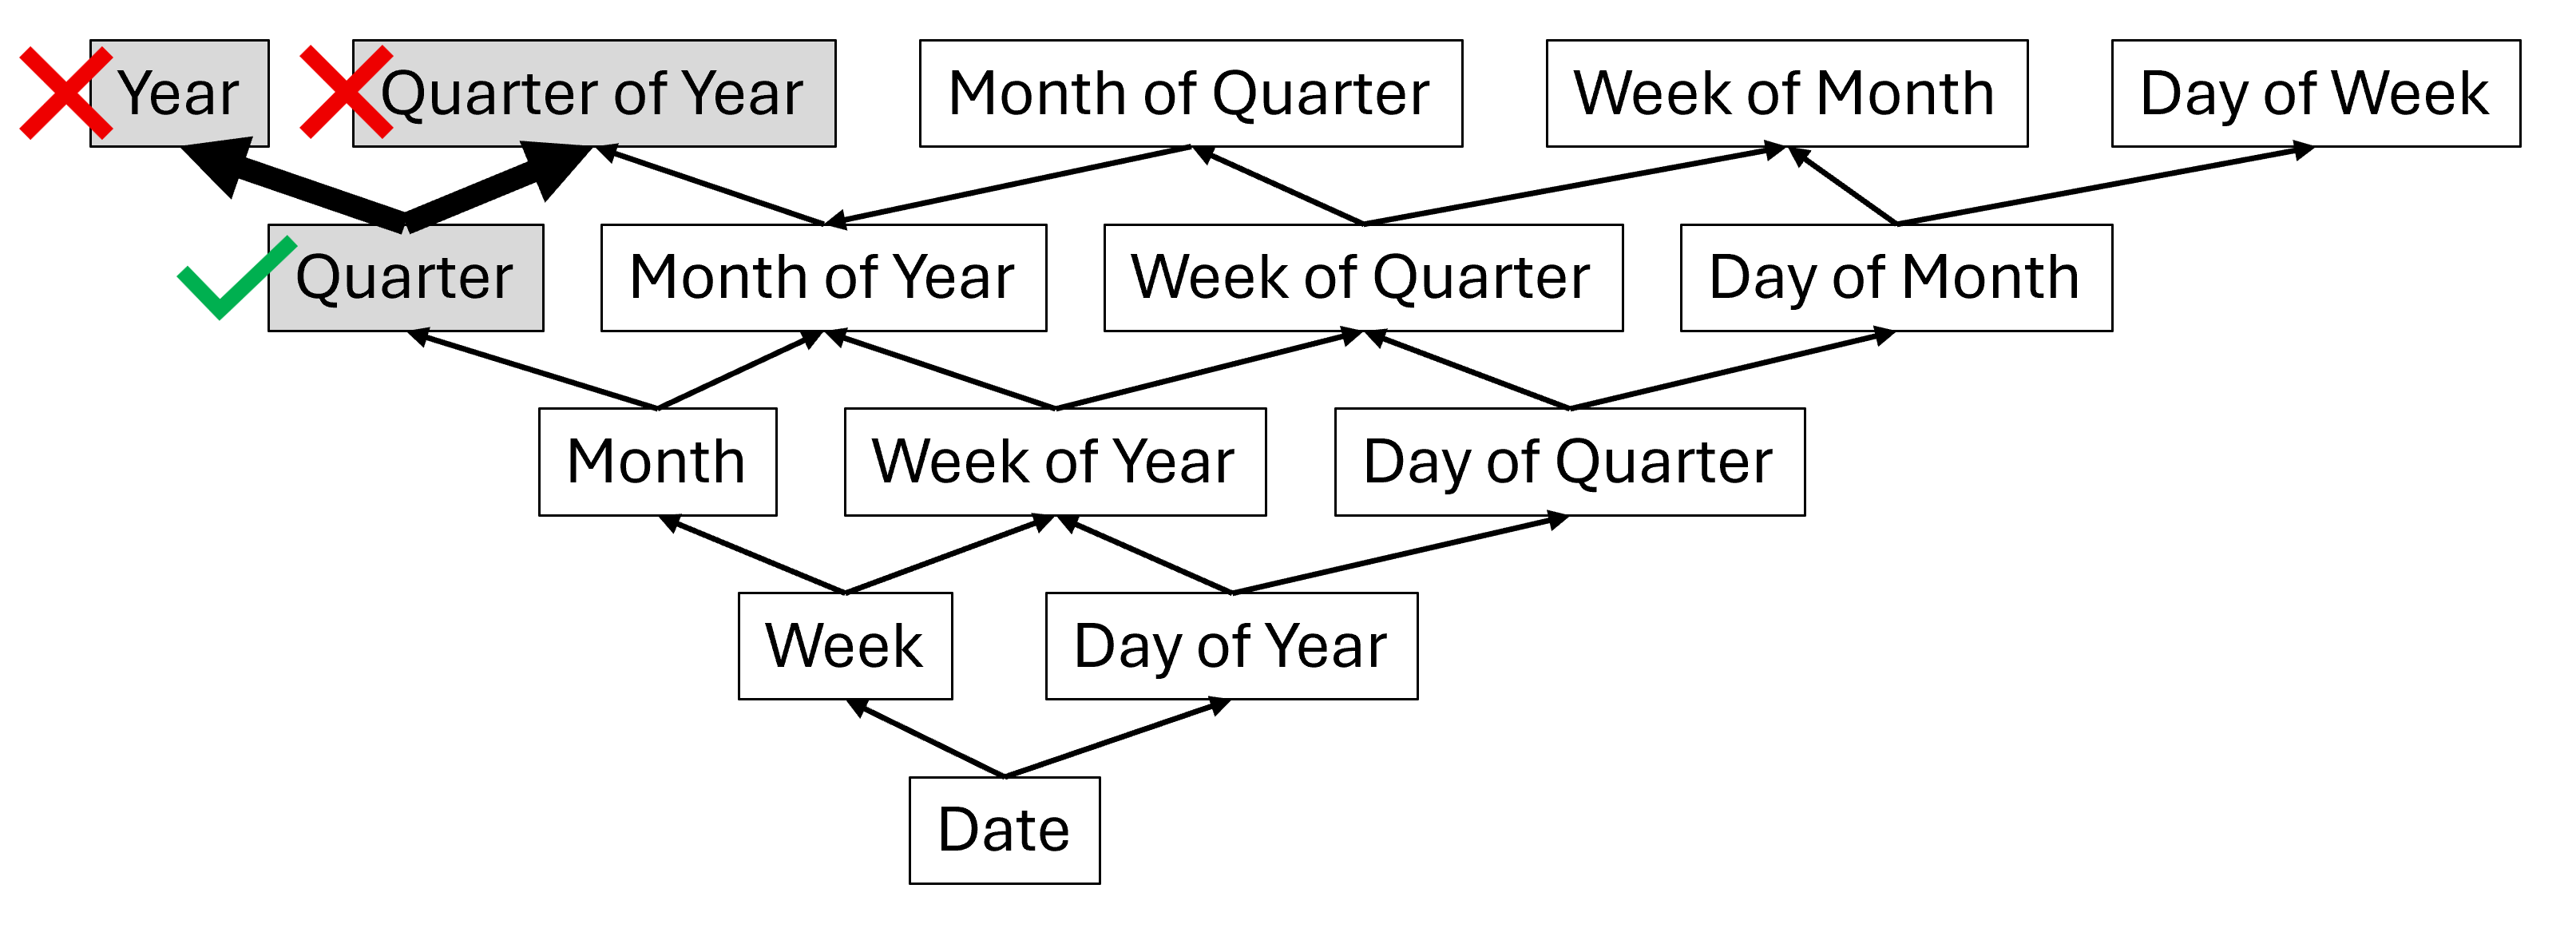 Year
Quarter of Year
Month of Quarter
Week of Month
Day of Week
Quarter
Month of Year
Week of Quarter
Day of Month
Month
Week of Year
Day of Quarter
Week
Day of Year
Date